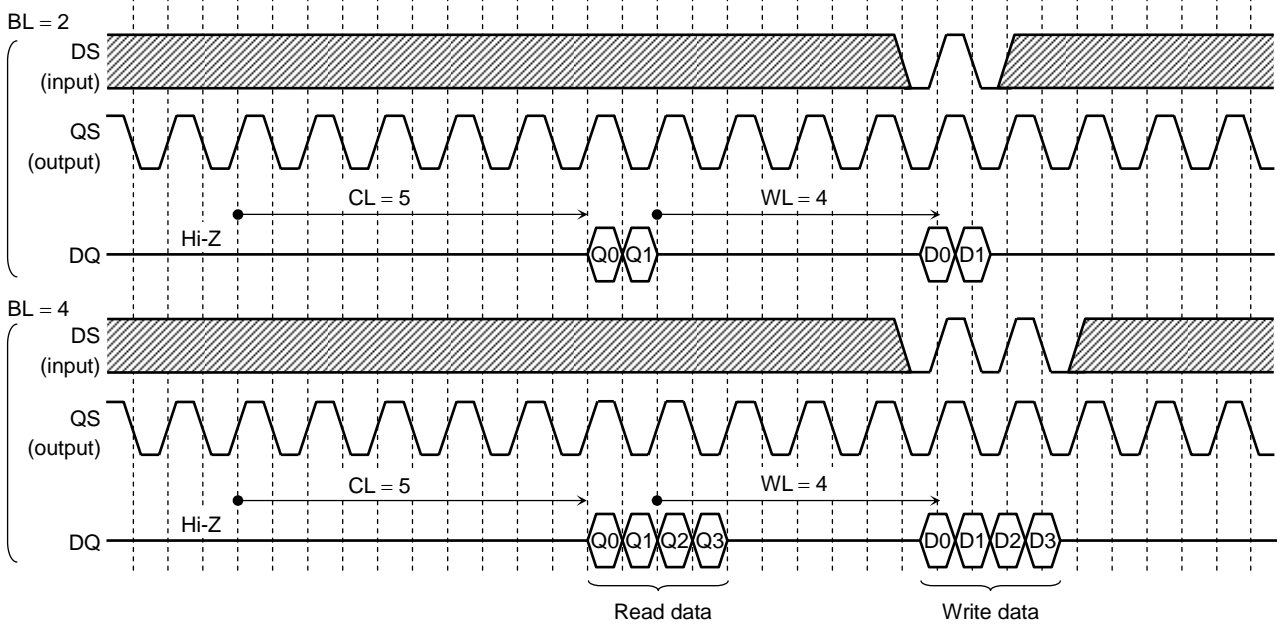 BL = 2
DS
(input)
QS
(output)
CL = 5
WL = 4
Hi-Z
DQ
Q0 Q1
D0 D1
BL = 4
DS
(input)
QS
(output)
CL = 5
WL = 4
Hi-Z
DQ
Q0 Q1 Q2 Q3
D0 D1 D2 D3
Read data
Write data